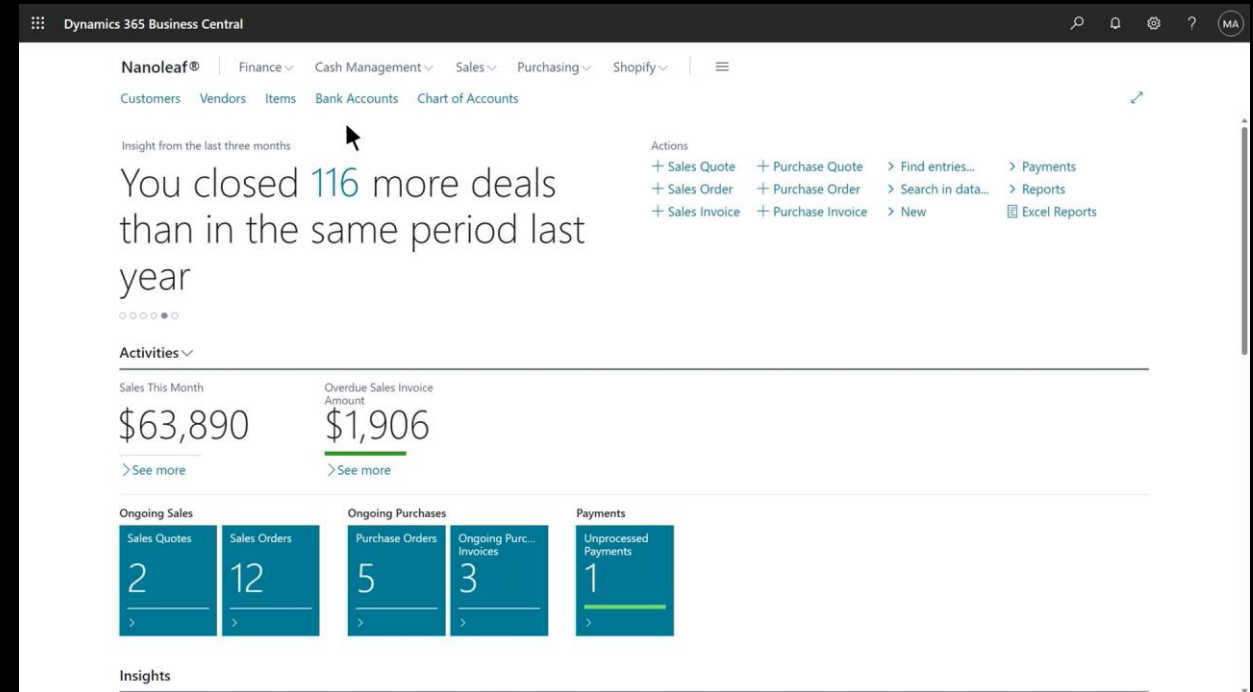 Dynamics 365 Business Central
?
MA
Nanoleaf® Finance Cash Management Sales Purchasing Shopify
Customers Vendors Items Bank Accounts Chart of Accounts
Insight from the last three months
You closed 116 more deals
than in the same period last
year
Actions
+ Sales Quote + Purchase Quote > Find entries... > Payments
+ Sales Order + Purchase Order > Search in data... > Reports
+ Sales Invoice + Purchase Invoice > New Excel Reports
Activities
Sales This Month
$63,890
>See more
Overdue Sales Invoice
Amount
$1,906
>See more
Ongoing Sales
Sales Quotes
2
>
Sales Orders
12
>
Ongoing Purchases
Purchase Orders
5
>
Ongoing Purc...
Invoices
3
>
Payments
Unprocessed
Payments
1
>
Insights